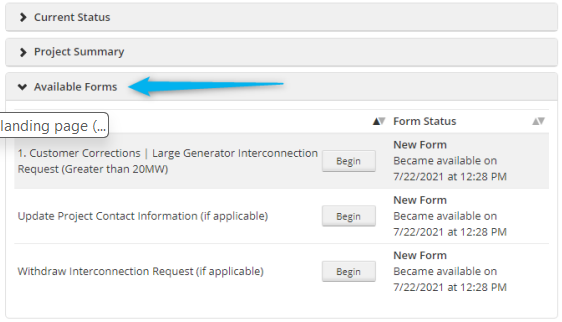 Current Status
Project Summary
Available Forms
landing page (...
Form Status
1. Customer Corrections | Large Generator Interconnection
Request (Greater than 20MW)
Begin
New Form
Became available on
7/22/2021 at 12:28 PM
Update Project Contact Information (if applicable)
Begin
New Form
Became available on
7/22/2021 at 12:28 PM
Withdraw Interconnection Request (if applicable)
Begin
New Form
Became available on
7/22/2021 at 12:28 PM